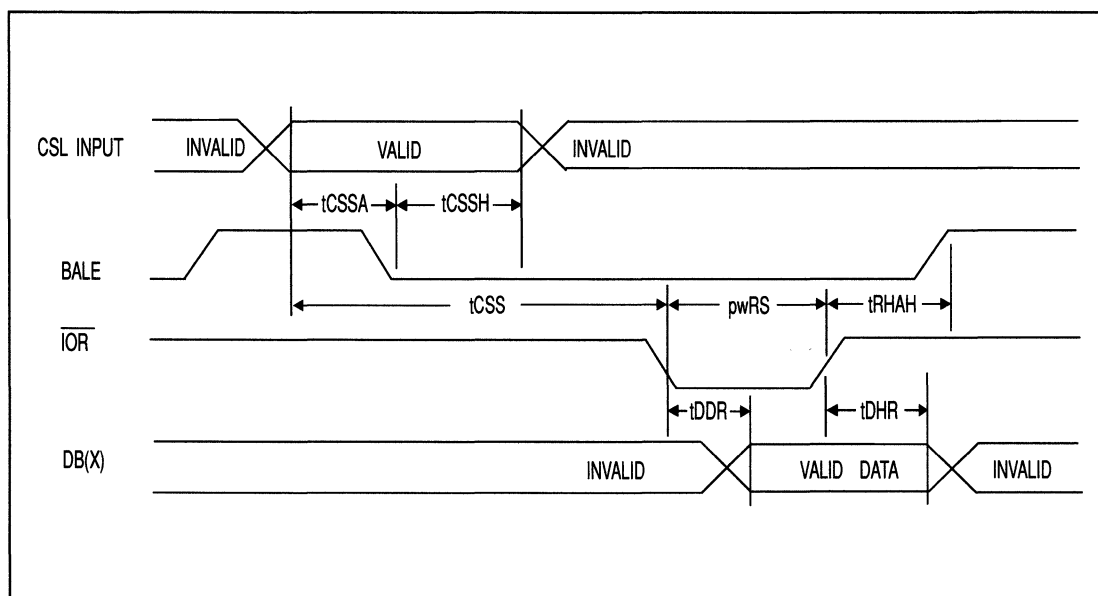 CSL INPUT INVALID VALID INVALID
tCSSA tCSSH
BALE
tCSS pwRS tRHAH
IOR
tDDR tDHR
DB(X) INVALID VALID DATA INVALID